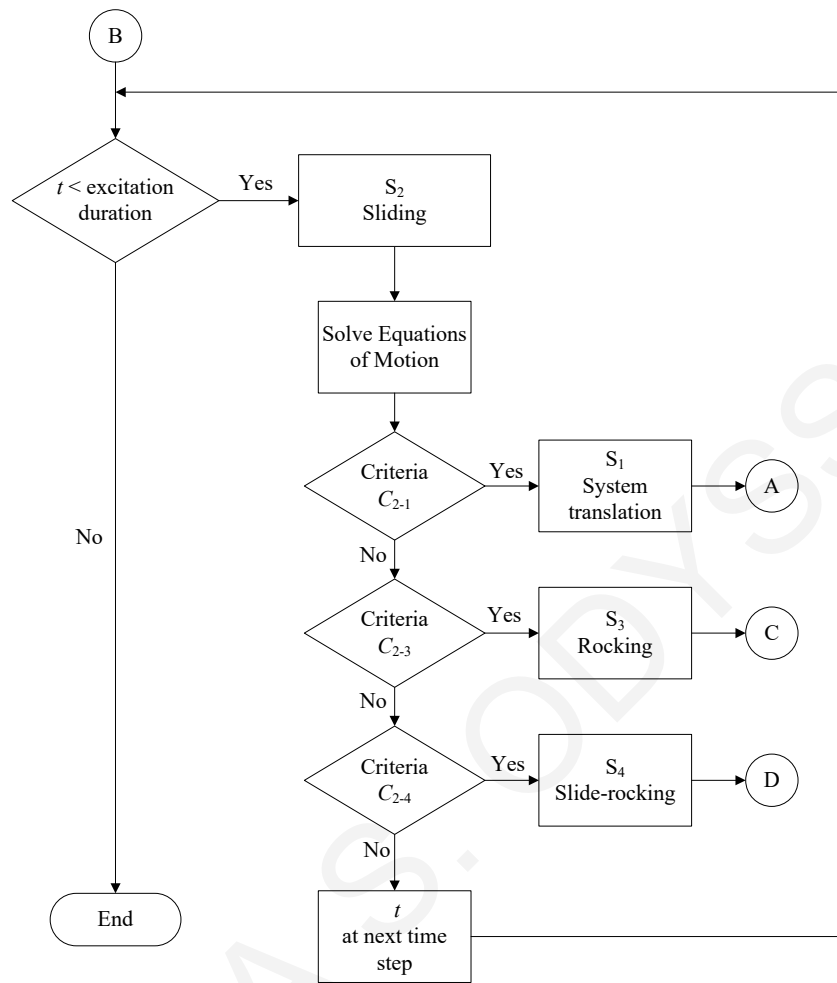 B
t < excitation
duration
Yes
S₂
Sliding
Solve Equations
of Motion
Criteria
C₂₋₁
Yes
S₁
System
translation
A
No
No
Criteria
C₂₋₃
Yes
S₃
Rocking
C
No
Criteria
C₂₋₄
Yes
S₄
Slide-rocking
D
No
End
t
at next time
step